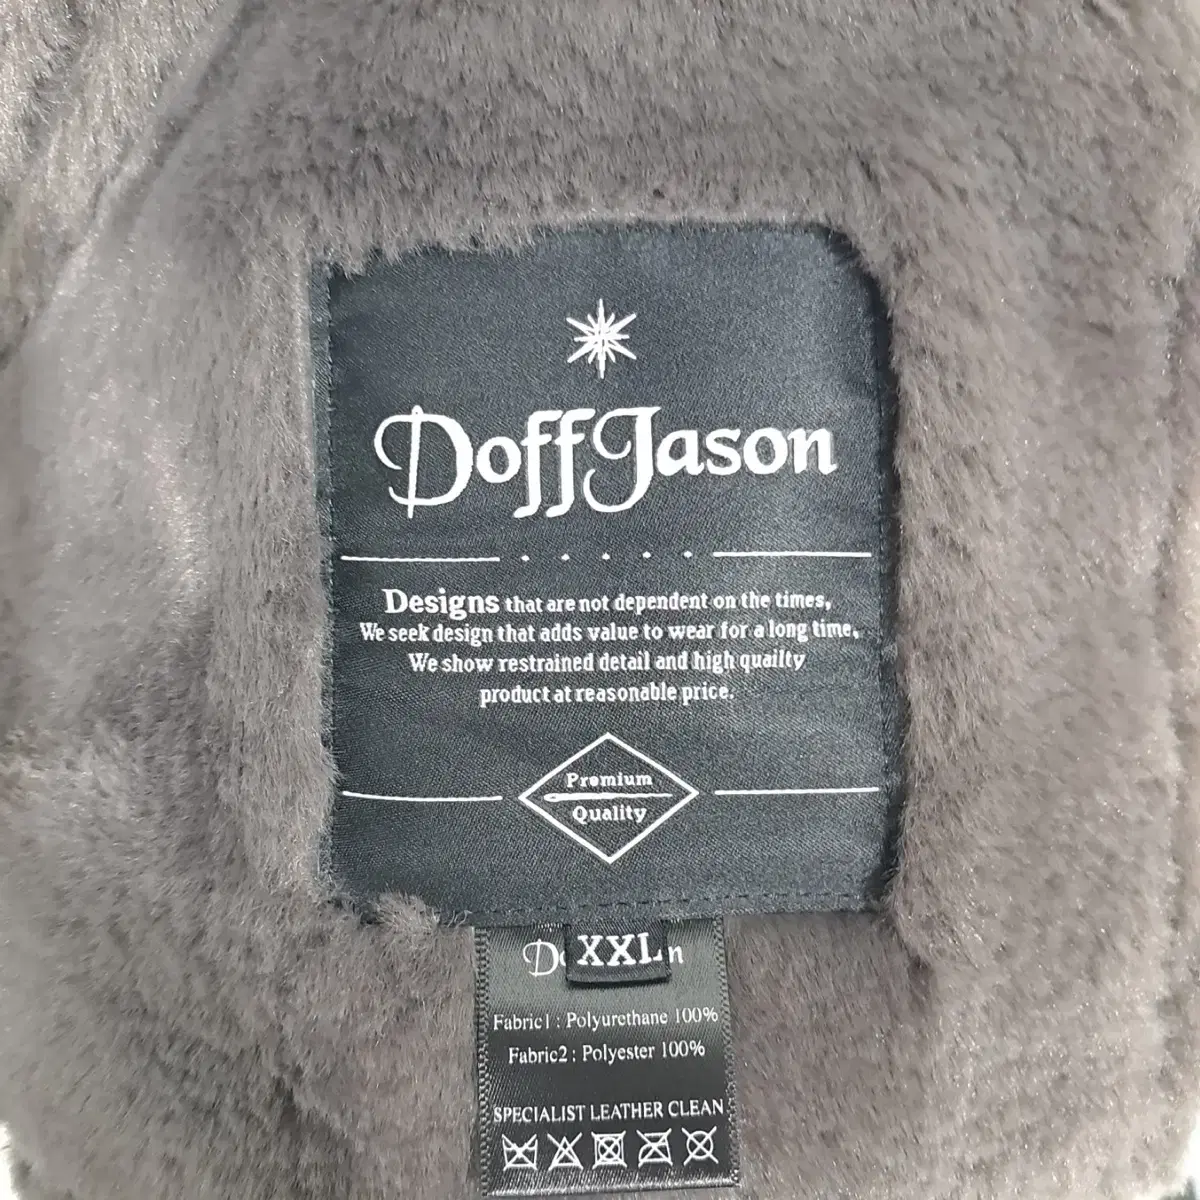 DoffJason
Designs that are not dependent on the times,
We seek design that adds value to wear for a long time.
We show restrained detail and high quailty
product at reasonable price.
Premium
Quality
XXL
Fabric1 : Polyurethane 100%
Fabric2 : Polyester 100%
SPECIALIST LEATHER CLEAN